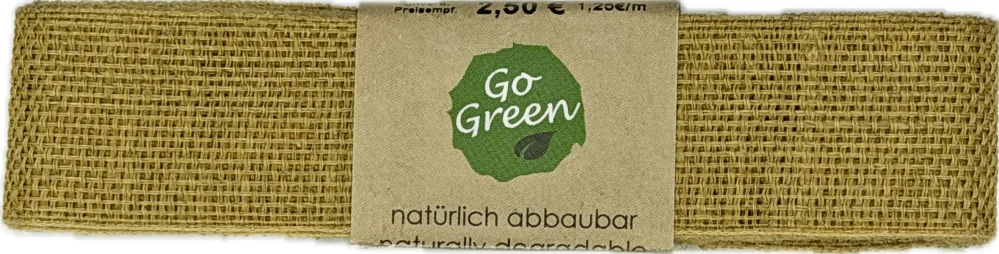 Preisempf. 2,50 € 1,25€/m
Go
Green
natürlich abbaubar
naturally degradable